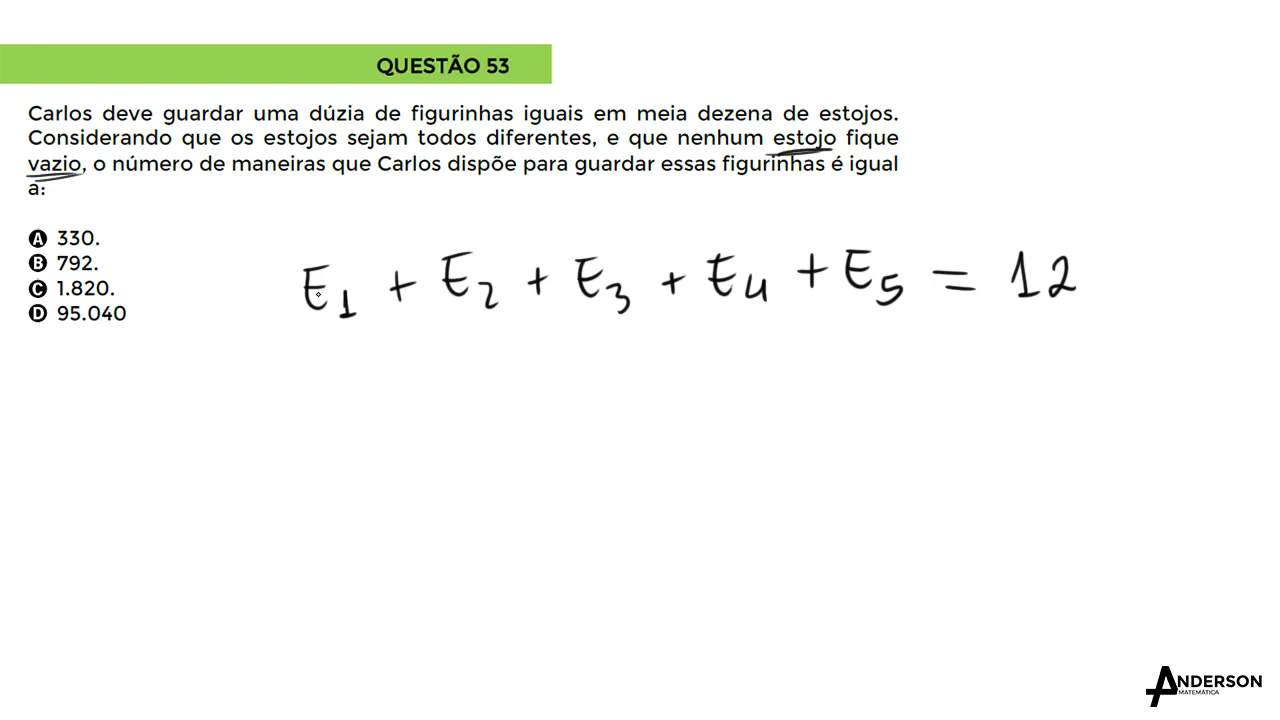 QUESTÃO 53
Carlos deve guardar uma dúzia de figurinhas iguais em meia dezena de estojos.
Considerando que os estojos sejam todos diferentes, e que nenhum estojo fique
vazio, o número de maneiras que Carlos dispõe para guardar essas figurinhas é igual
a:
A 330.
B 792.
C 1.820.
D 95.040
E1 + E2 + E3 + E4 + E5 = 12
ANDERSON
MATEMÁTICA